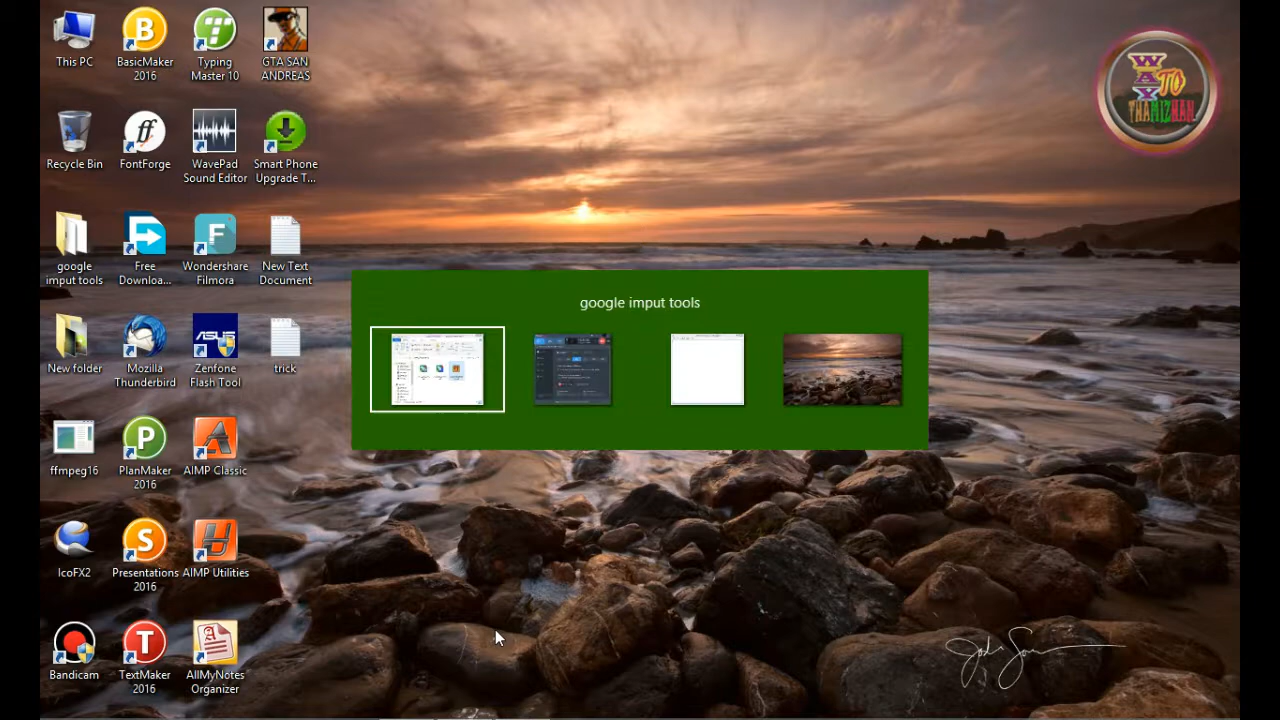 This PC
BasicMaker
2016
Typing
Master 10
GTA SAN
ANDREAS
WAY
TO
THAMIZHAN
Recycle Bin
FontForge
WavePad
Sound Editor
Smart Phone
Upgrade T...
google
imput tools
Free
Downloa...
Wondershare
Filmora
New Text
Document
google imput tools
New folder
Mozilla
Thunderbird
Zenfone
Flash Tool
trick
ffmpeg16
PlanMaker
2016
AIMP Classic
IcoFX2
Presentations
2016
AIMP Utilities
Bandicam
TextMaker
2016
AllMyNotes
Organizer